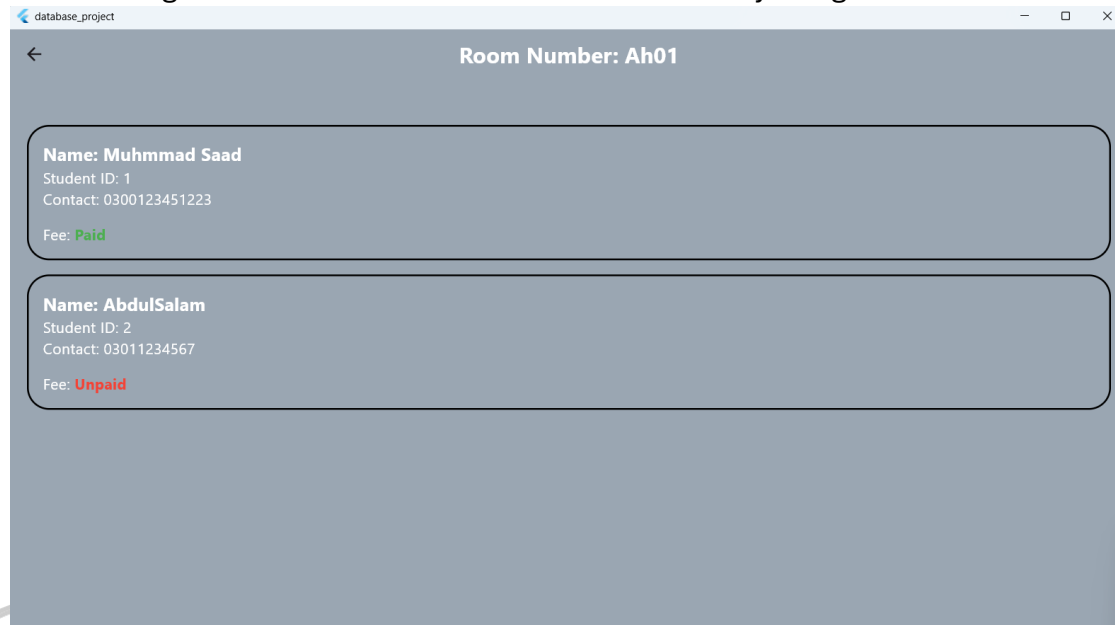 database_project
Room Number: Ah01
Name: Muhmmad Saad
Student ID: 1
Contact: 0300123451223
Fee: Paid
Name: AbdulSalam
Student ID: 2
Contact: 03011234567
Fee: Unpaid